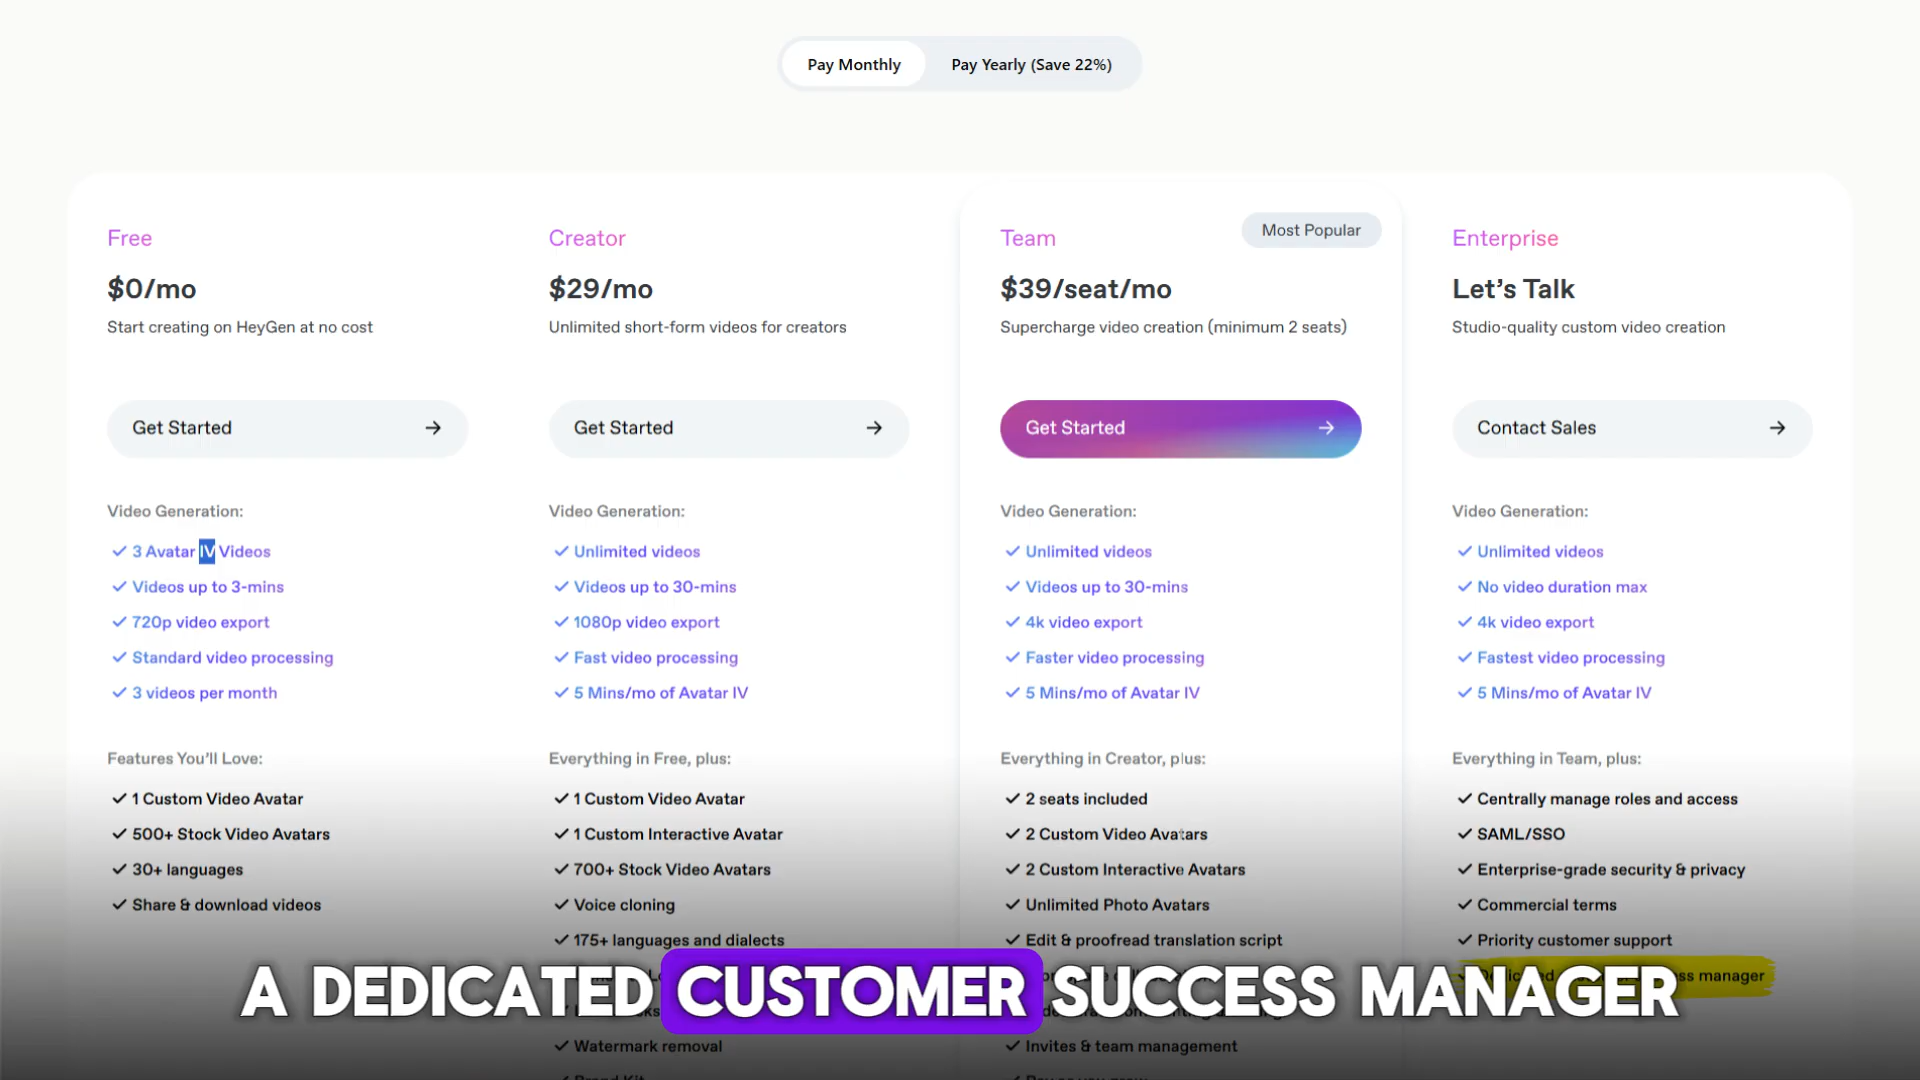 Pay Monthly
Pay Yearly (Save 22%)
Free
$0/mo
Start creating on HeyGen at no cost
Get Started
Video Generation:
3 Avatar IV Videos
Videos up to 3-mins
720p video export
Standard video processing
3 videos per month
Features You’ll Love:
1 Custom Video Avatar
500+ Stock Video Avatars
30+ languages
Share & download videos
Creator
$29/mo
Unlimited short-form videos for creators
Get Started
Video Generation:
Unlimited videos
Videos up to 30-mins
1080p video export
Fast video processing
5 Mins/mo of Avatar IV
Everything in Free, plus:
1 Custom Video Avatar
1 Custom Interactive Avatar
700+ Stock Video Avatars
Voice cloning
175+ languages and dialects
Watermark removal
Team
Most Popular
$39/seat/mo
Supercharge video creation (minimum 2 seats)
Get Started
Video Generation:
Unlimited videos
Videos up to 30-mins
4k video export
Faster video processing
5 Mins/mo of Avatar IV
Everything in Creator, plus:
2 seats included
2 Custom Video Avatars
2 Custom Interactive Avatars
Unlimited Photo Avatars
Edit & proofread translation script
Invites & team management
Enterprise
Let’s Talk
Studio-quality custom video creation
Contact Sales
Video Generation:
Unlimited videos
No video duration max
4k video export
Fastest video processing
5 Mins/mo of Avatar IV
Everything in Team, plus:
Centrally manage roles and access
SAML/SSO
Enterprise-grade security & privacy
Commercial terms
Priority customer support
manager
A DEDICATED CUSTOMER SUCCESS MANAGER